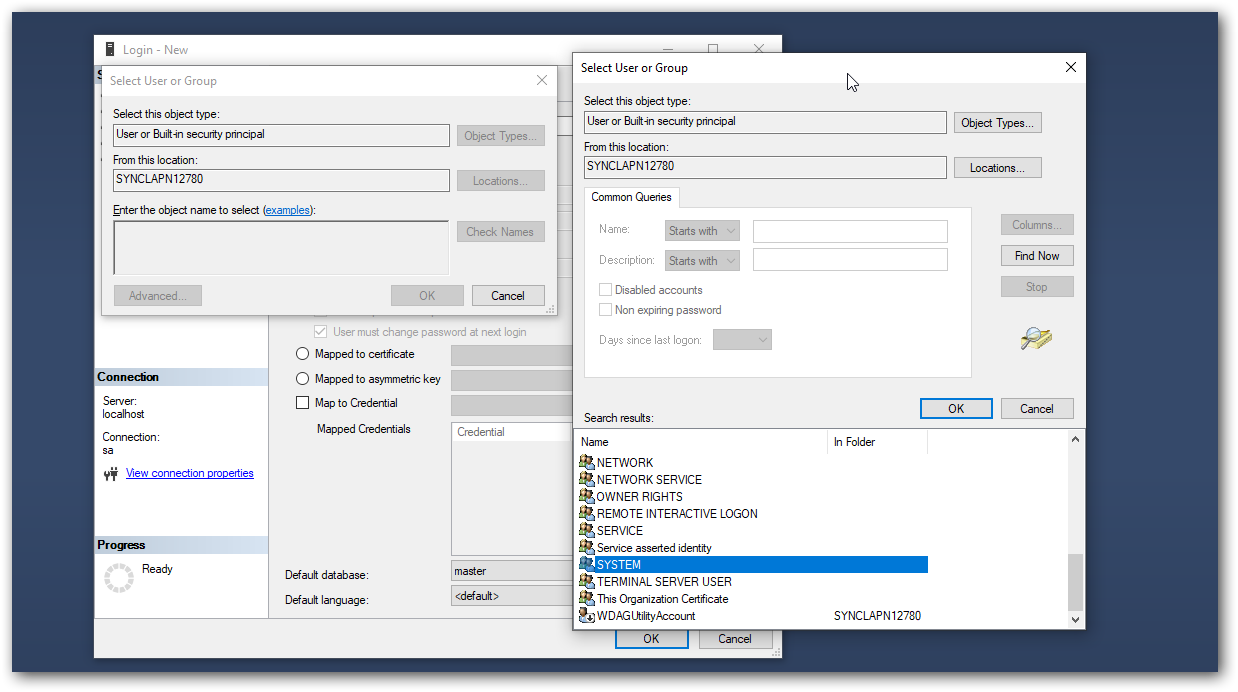 Login - New
Select User or Group
Select this object type:
User or Built-in security principal
Object Types...
From this location:
SYNCLAPN12780
Locations...
Enter the object name to select (examples):
Check Names
Advanced...
OK
Cancel
User must change password at next login
Mapped to certificate
Mapped to asymmetric key
Map to Credential
Mapped Credentials
Credential
Default database:
master
Default language:
<default>
Connection
Server:
localhost
Connection:
sa
View connection properties
Progress
Ready
OK
Cancel
Select User or Group
Select this object type:
User or Built-in security principal
Object Types...
From this location:
SYNCLAPN12780
Locations...
Common Queries
Name:
Starts with
Description:
Starts with
Disabled accounts
Non expiring password
Days since last logon:
Columns...
Find Now
Stop
OK
Cancel
Search results:
Name In Folder
NETWORK
NETWORK SERVICE
OWNER RIGHTS
REMOTE INTERACTIVE LOGON
SERVICE
Service asserted identity
SYSTEM
TERMINAL SERVER USER
This Organization Certificate
WDAGUtilityAccount SYNCLAPN12780